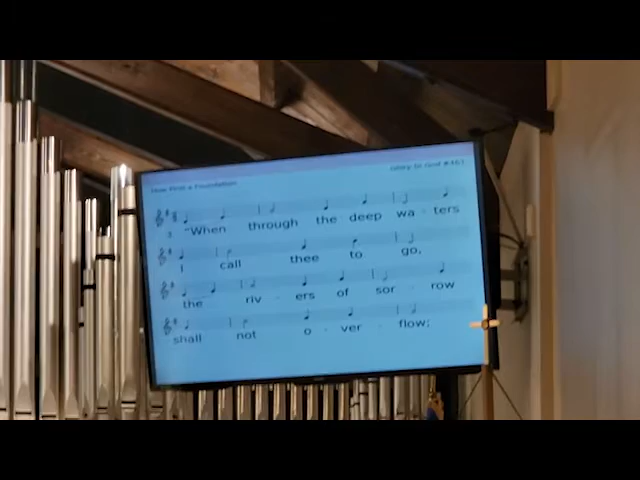 How Firm a Foundation
Glory to God #463
3 "When through the deep wa - ters
I call thee to go,
the riv - ers of sor - row
shall not o - ver - flow;